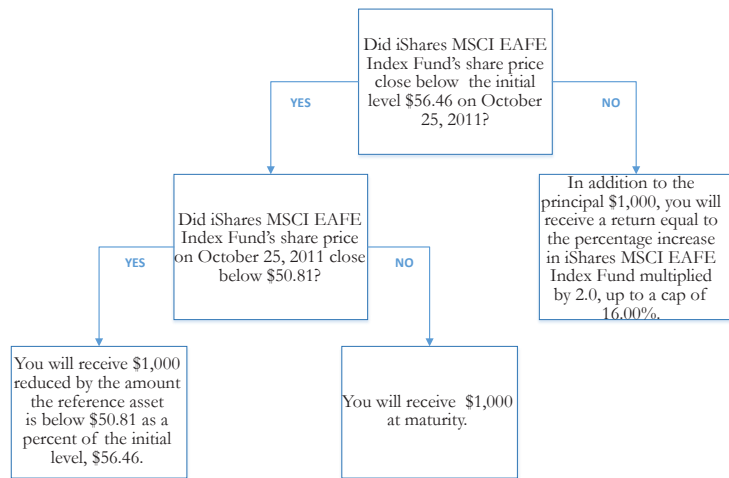 Did iShares MSCI EAFE
Index Fund's share price
close below the initial
level $56.46 on October
25, 2011?
YES
NO
Did iShares MSCI EAFE
Index Fund's share price
on October 25, 2011 close
below $50.81?
In addition to the
principal $1,000, you will
receive a return equal to
the percentage increase
in iShares MSCI EAFE
Index Fund multiplied
by 2.0, up to a cap of
16.00%.
YES
NO
You will receive $1,000
reduced by the amount
the reference asset
is below $50.81 as a
percent of the initial
level, $56.46.
You will receive $1,000
at maturity.